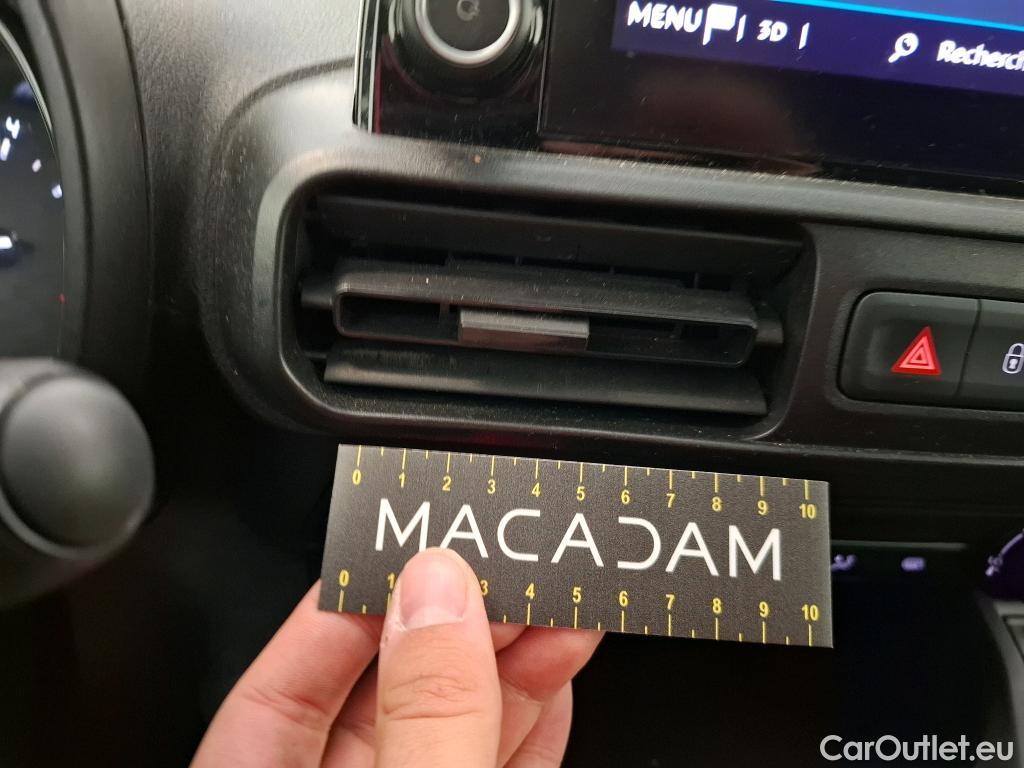 MENU | 3D |
Recherch
4
0 1 2 3 4 5 6 7 8 9 10
MACADAM
0 1 3 4 5 6 7 8 9 10
CarOutlet.eu